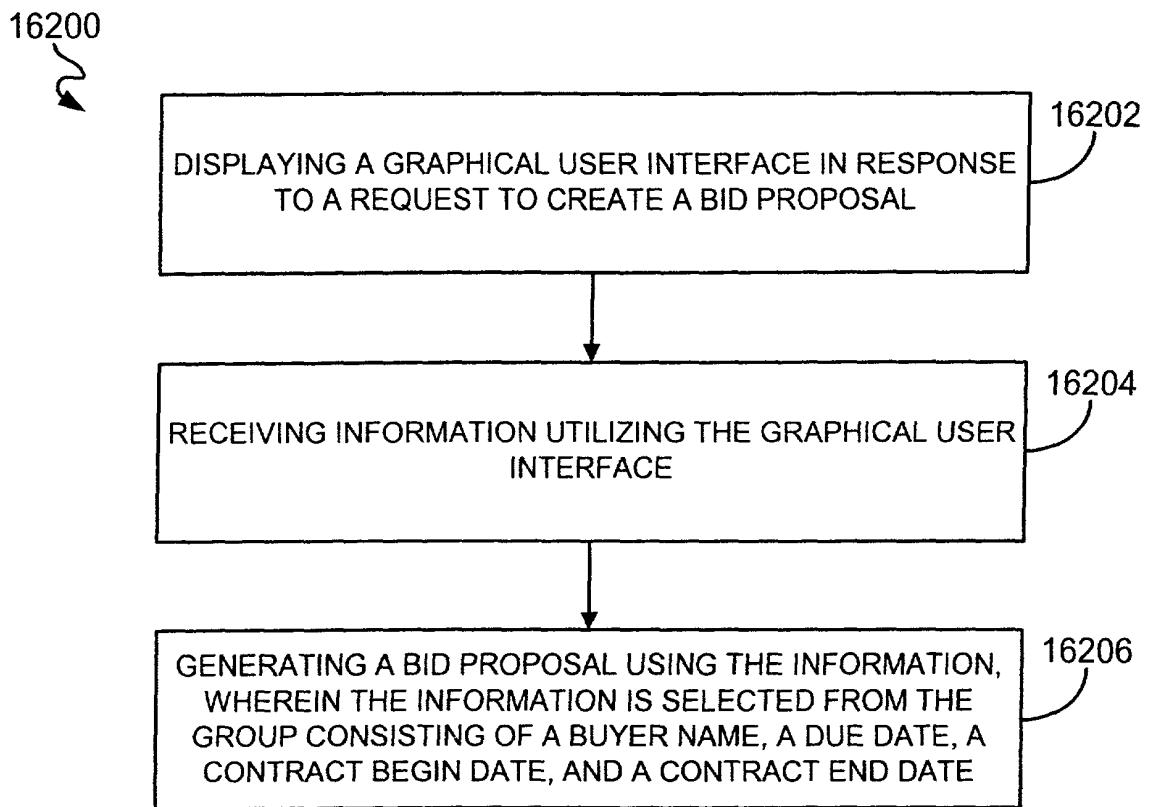 16200
16202
DISPLAYING A GRAPHICAL USER INTERFACE IN RESPONSE
TO A REQUEST TO CREATE A BID PROPOSAL
16204
RECEIVING INFORMATION UTILIZING THE GRAPHICAL USER
INTERFACE
16206
GENERATING A BID PROPOSAL USING THE INFORMATION,
WHEREIN THE INFORMATION IS SELECTED FROM THE
GROUP CONSISTING OF A BUYER NAME, A DUE DATE, A
CONTRACT BEGIN DATE, AND A CONTRACT END DATE